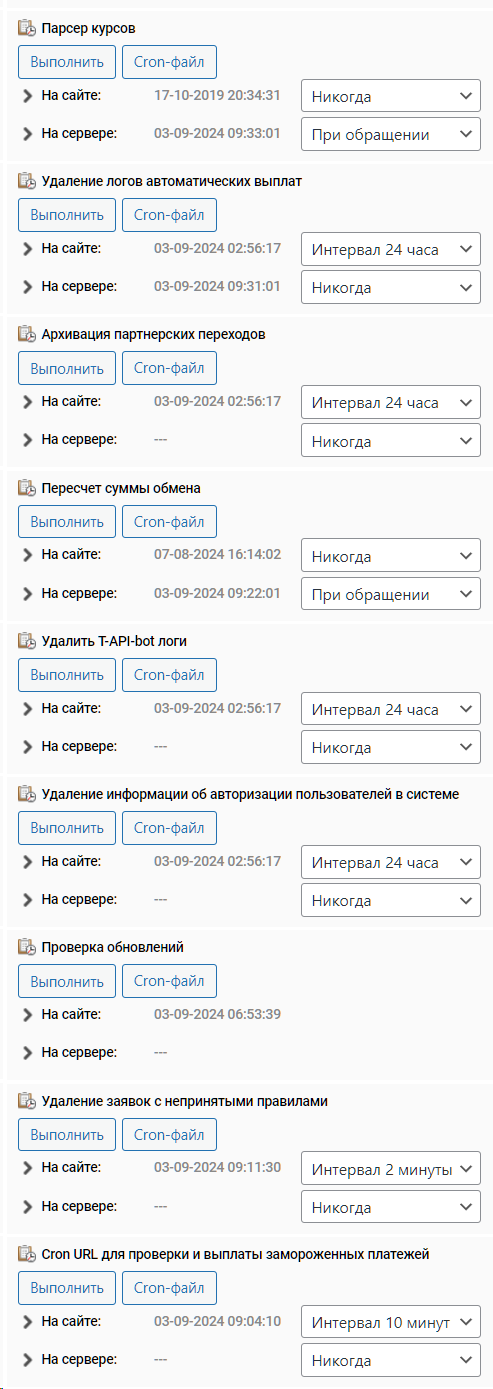 Парсер курсов
Выполнить Cron-файл
На сайте: 17-10-2019 20:34:31 Никогда
На сервере: 03-09-2024 09:33:01 При обращении
Удаление логов автоматических выплат
Выполнить Cron-файл
На сайте: 03-09-2024 02:56:17 Интервал 24 часа
На сервере: 03-09-2024 09:31:01 Никогда
Архивация партнерских переходов
Выполнить Cron-файл
На сайте: 03-09-2024 02:56:17 Интервал 24 часа
На сервере: --- Никогда
Пересчет суммы обмена
Выполнить Cron-файл
На сайте: 07-08-2024 16:14:02 Никогда
На сервере: 03-09-2024 09:22:01 При обращении
Удалить T-API-bot логи
Выполнить Cron-файл
На сайте: 03-09-2024 02:56:17 Интервал 24 часа
На сервере: --- Никогда
Удаление информации об авторизации пользователей в системе
Выполнить Cron-файл
На сайте: 03-09-2024 02:56:17 Интервал 24 часа
На сервере: --- Никогда
Проверка обновлений
Выполнить Cron-файл
На сайте: 03-09-2024 06:53:39
На сервере: ---
Удаление заявок с непринятыми правилами
Выполнить Cron-файл
На сайте: 03-09-2024 09:11:30 Интервал 2 минуты
На сервере: --- Никогда
Cron URL для проверки и выплаты замороженных платежей
Выполнить Cron-файл
На сайте: 03-09-2024 09:04:10 Интервал 10 минут
На сервере: --- Никогда